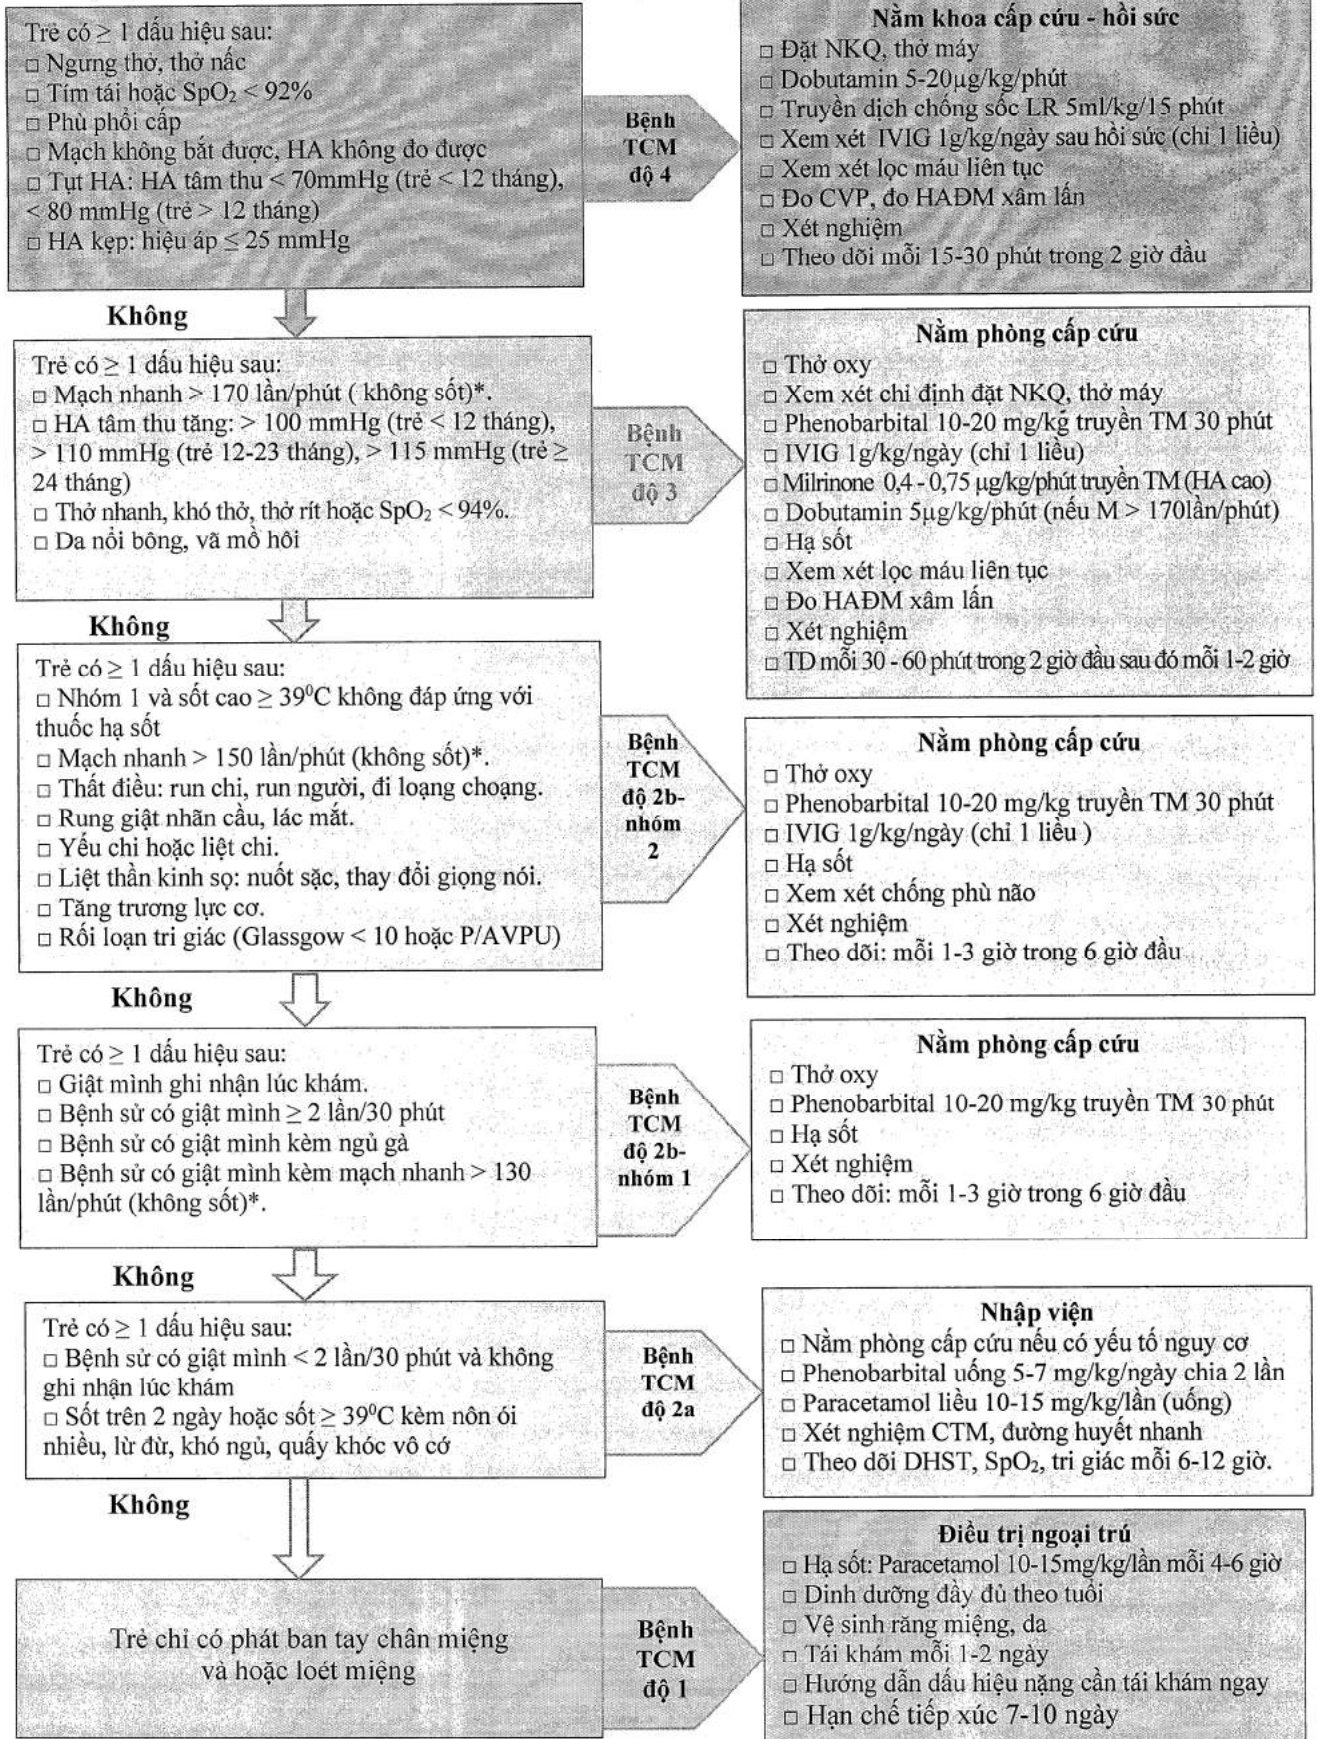 Trẻ có ≥ 1 dấu hiệu sau:
□ Ngưng thở, thở nấc
□ Tím tái hoặc SpO₂ < 92%
□ Phù phổi cấp
□ Mạch không bắt được, HA không đo được
□ Tụt HA: HA tâm thu < 70mmHg (trẻ < 12 tháng),
< 80 mmHg (trẻ > 12 tháng)
□ HA kẹp: hiệu áp ≤ 25 mmHg
Bệnh
TCM
độ 4
Nằm khoa cấp cứu - hồi sức
□ Đặt NKQ, thở máy
□ Dobutamin 5-20µg/kg/phút
□ Truyền dịch chống sốc LR 5ml/kg/15 phút
□ Xem xét IVIG 1g/kg/ngày sau hồi sức (chỉ 1 liều)
□ Xem xét lọc máu liên tục
□ Đo CVP, đo HAĐM xâm lấn
□ Xét nghiệm
□ Theo dõi mỗi 15-30 phút trong 2 giờ đầu
Không
Trẻ có ≥ 1 dấu hiệu sau:
□ Mạch nhanh > 170 lần/phút ( không sốt)*.
□ HA tâm thu tăng: > 100 mmHg (trẻ < 12 tháng),
> 110 mmHg (trẻ 12-23 tháng), > 115 mmHg (trẻ ≥
24 tháng)
□ Thở nhanh, khó thở, thở rít hoặc SpO₂ < 94%.
□ Da nổi bông, vã mồ hôi
Bệnh
TCM
độ 3
Nằm phòng cấp cứu
□ Thở oxy
□ Xem xét chỉ định đặt NKQ, thở máy
□ Phenobarbital 10-20 mg/kg truyền TM 30 phút
□ IVIG 1g/kg/ngày (chỉ 1 liều)
□ Milrinone 0,4 - 0,75 µg/kg/phút truyền TM (HA cao)
□ Dobutamin 5µg/kg/phút (nếu M > 170lần/phút)
□ Hạ sốt
□ Xem xét lọc máu liên tục
□ Đo HAĐM xâm lấn
□ Xét nghiệm
□ TD mỗi 30 - 60 phút trong 2 giờ đầu sau đó mỗi 1-2 giờ
Không
Trẻ có ≥ 1 dấu hiệu sau:
□ Nhóm 1 và sốt cao ≥ 39⁰C không đáp ứng với
thuốc hạ sốt
□ Mạch nhanh > 150 lần/phút (không sốt)*.
□ Thất điều: run chi, run người, đi loạng choạng.
□ Rung giật nhãn cầu, lác mắt.
□ Yếu chi hoặc liệt chi.
□ Liệt thần kinh sọ: nuốt sặc, thay đổi giọng nói.
□ Tăng trương lực cơ.
□ Rối loạn tri giác (Glassgow < 10 hoặc P/AVPU)
Bệnh
TCM
độ 2b-
nhóm
2
Nằm phòng cấp cứu
□ Thở oxy
□ Phenobarbital 10-20 mg/kg truyền TM 30 phút
□ IVIG 1g/kg/ngày (chỉ 1 liều )
□ Hạ sốt
□ Xem xét chống phù não
□ Xét nghiệm
□ Theo dõi: mỗi 1-3 giờ trong 6 giờ đầu
Không
Trẻ có ≥ 1 dấu hiệu sau:
□ Giật mình ghi nhận lúc khám.
□ Bệnh sử có giật mình ≥ 2 lần/30 phút
□ Bệnh sử có giật mình kèm ngủ gà
□ Bệnh sử có giật mình kèm mạch nhanh > 130
lần/phút (không sốt)*.
Bệnh
TCM
độ 2b-
nhóm 1
Nằm phòng cấp cứu
□ Thở oxy
□ Phenobarbital 10-20 mg/kg truyền TM 30 phút
□ Hạ sốt
□ Xét nghiệm
□ Theo dõi: mỗi 1-3 giờ trong 6 giờ đầu
Không
Trẻ có ≥ 1 dấu hiệu sau:
□ Bệnh sử có giật mình < 2 lần/30 phút và không
ghi nhận lúc khám
□ Sốt trên 2 ngày hoặc sốt ≥ 39⁰C kèm nôn ói
nhiều, lừ đừ, khó ngủ, quấy khóc vô cớ
Bệnh
TCM
độ 2a
Nhập viện
□ Nằm phòng cấp cứu nếu có yếu tố nguy cơ
□ Phenobarbital uống 5-7 mg/kg/ngày chia 2 lần
□ Paracetamol liều 10-15 mg/kg/lần (uống)
□ Xét nghiệm CTM, đường huyết nhanh
□ Theo dõi DHST, SpO₂, tri giác mỗi 6-12 giờ.
Không
Trẻ chỉ có phát ban tay chân miệng
và hoặc loét miệng
Bệnh
TCM
độ 1
Điều trị ngoại trú
□ Hạ sốt: Paracetamol 10-15mg/kg/lần mỗi 4-6 giờ
□ Dinh dưỡng đầy đủ theo tuổi
□ Vệ sinh răng miệng, da
□ Tái khám mỗi 1-2 ngày
□ Hướng dẫn dấu hiệu nặng cần tái khám ngay
□ Hạn chế tiếp xúc 7-10 ngày